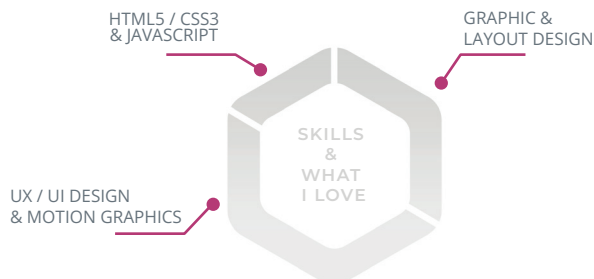 HTML5 / CSS3
& JAVASCRIPT
GRAPHIC &
LAYOUT DESIGN
SKILLS
&
WHAT
I LOVE
UX / UI DESIGN
& MOTION GRAPHICS